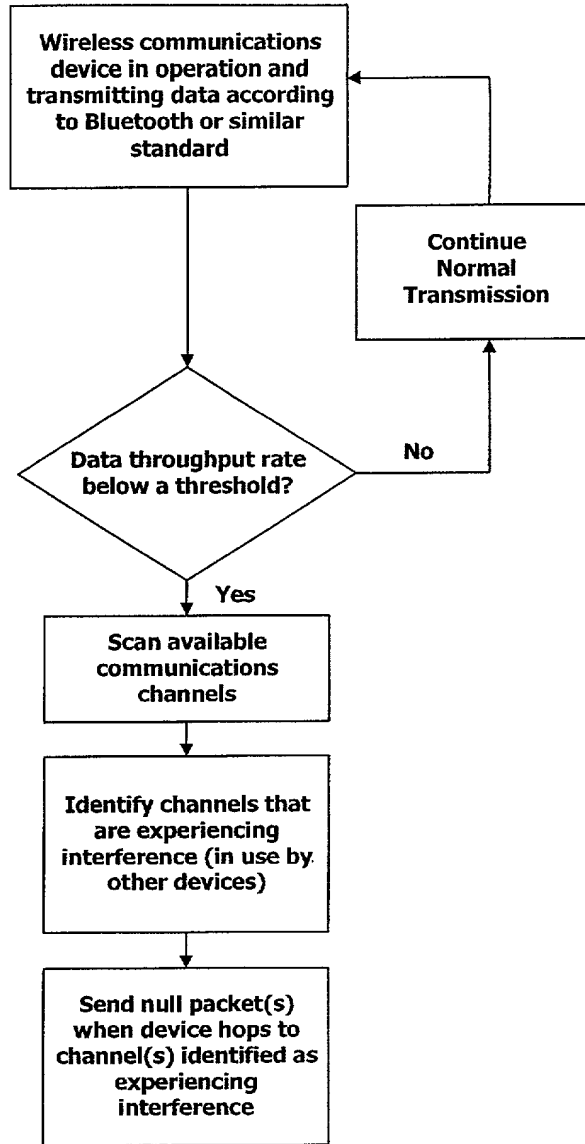 Wireless communications
device in operation and
transmitting data according
to Bluetooth or similar
standard
Continue
Normal
Transmission
Data throughput rate
below a threshold?
No
Yes
Scan available
communications
channels
Identify channels that
are experiencing
interference (in use by
other devices)
Send null packet(s)
when device hops to
channel(s) identified as
experiencing
interference